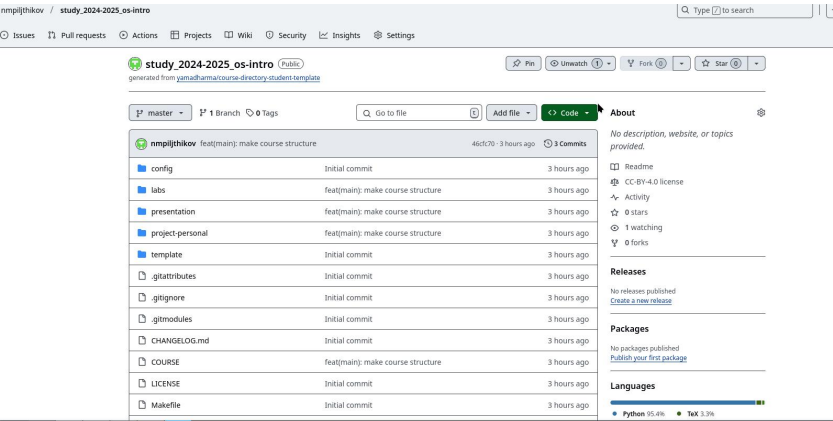 nmpiljthikov / study_2024-2025_os-intro
Type / to search
Issues Pull requests Actions Projects Wiki Security Insights Settings
study_2024-2025_os-intro Public
generated from yamadharma/course-directory-student-template
Pin Unwatch 1 Fork 0 Star 0
master 1 Branch 0 Tags Go to file t Add file Code
nmpiljthikov feat(main): make course structure 46cfc70 · 3 hours ago 3 Commits
config Initial commit 3 hours ago
labs feat(main): make course structure 3 hours ago
presentation feat(main): make course structure 3 hours ago
project-personal feat(main): make course structure 3 hours ago
template Initial commit 3 hours ago
.gitattributes Initial commit 3 hours ago
.gitignore Initial commit 3 hours ago
.gitmodules Initial commit 3 hours ago
CHANGELOG.md Initial commit 3 hours ago
COURSE feat(main): make course structure 3 hours ago
LICENSE Initial commit 3 hours ago
Makefile Initial commit 3 hours ago
About
No description, website, or topics
provided.
Readme
CC-BY-4.0 license
Activity
0 stars
1 watching
0 forks
Releases
No releases published
Create a new release
Packages
No packages published
Publish your first package
Languages
Python 95.4% TeX 3.3%